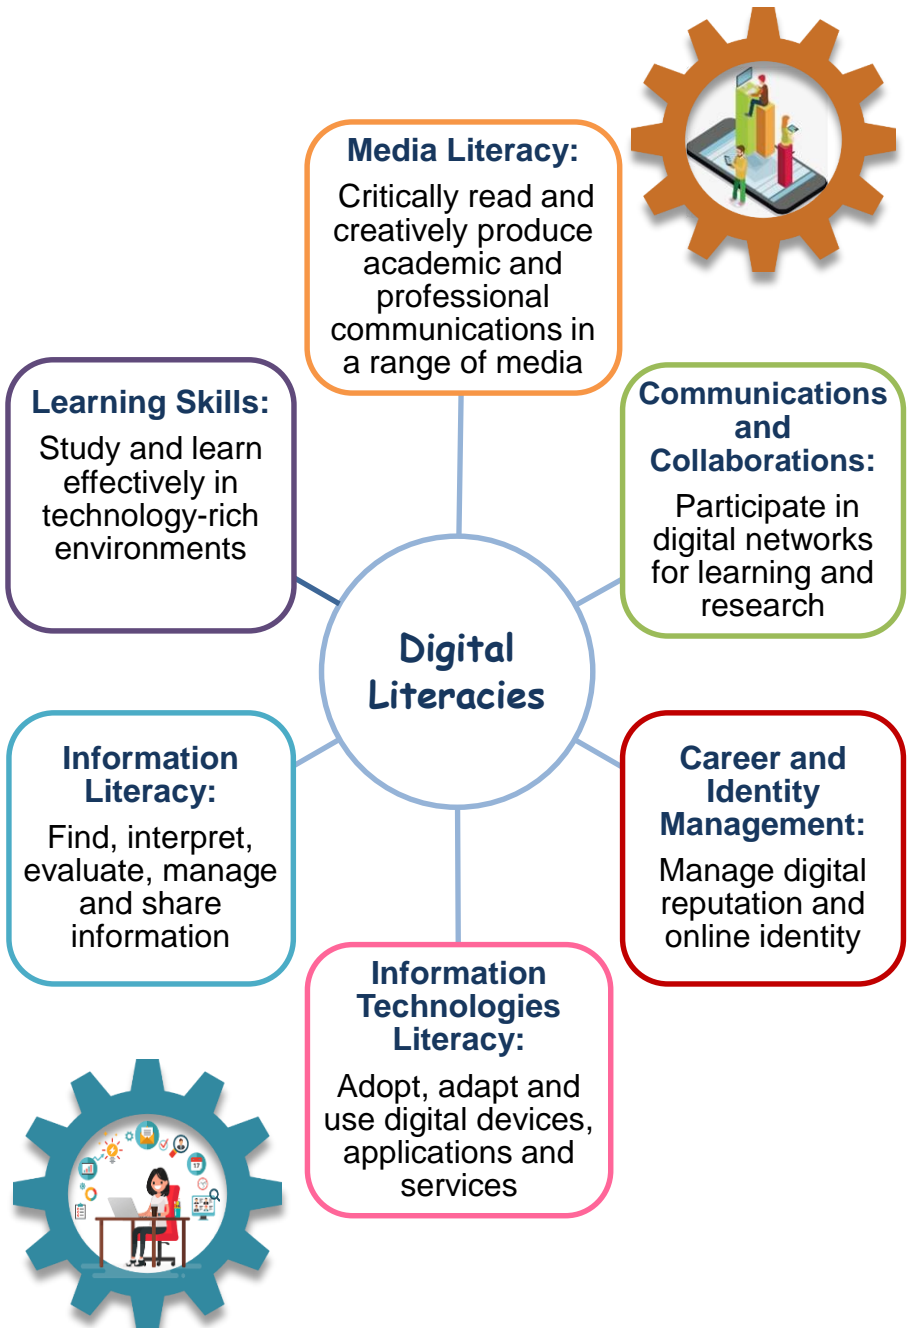 Media Literacy:
Critically read and
creatively produce
academic and
professional
communications in
a range of media
Learning Skills:
Study and learn
effectively in
technology-rich
environments
Communications
and
Collaborations:
Participate in
digital networks
for learning and
research
Digital
Literacies
Information
Literacy:
Find, interpret,
evaluate, manage
and share
information
Career and
Identity
Management:
Manage digital
reputation and
online identity
Information
Technologies
Literacy:
Adopt, adapt and
use digital devices,
applications and
services